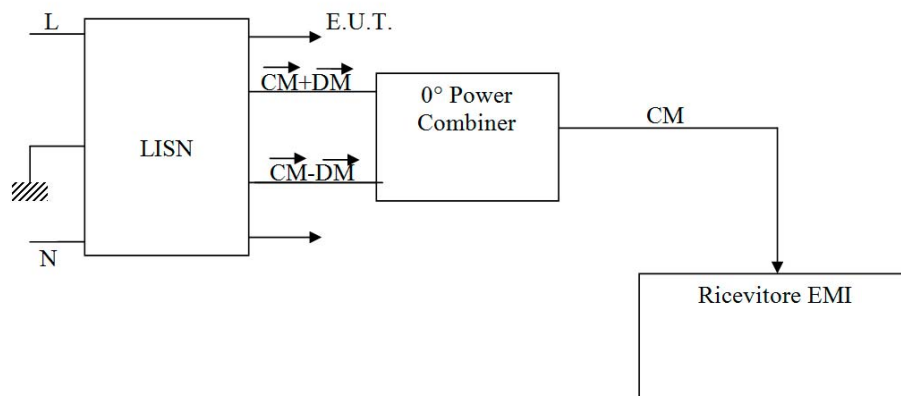 L
E.U.T.
CM+DM
0° Power
Combiner
CM
LISN
CM-DM
N
Ricevitore EMI